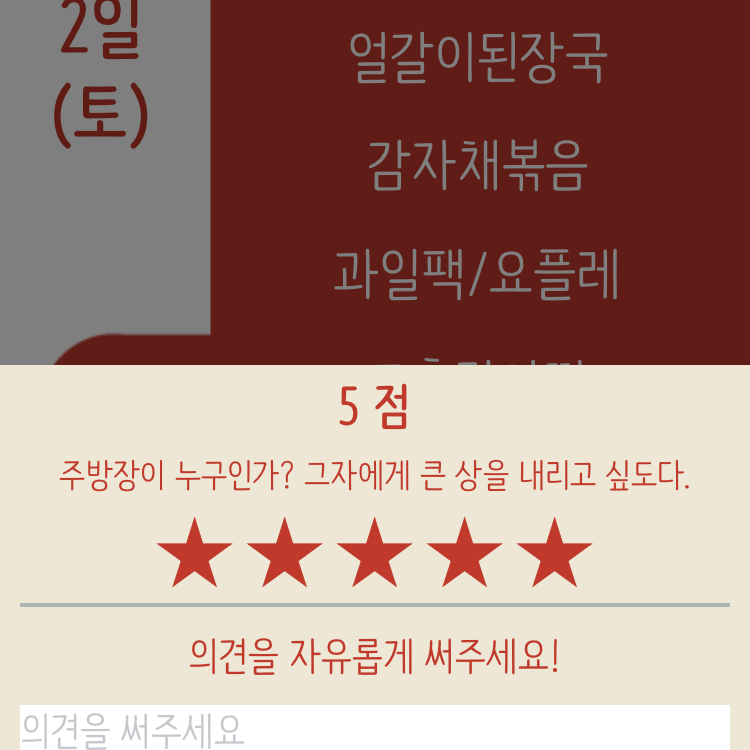 2일
(토)
얼갈이된장국
감자채볶음
과일팩/요플레
5 점
주방장이 누구인가? 그자에게 큰 상을 내리고 싶도다.
의견을 자유롭게 써주세요!
의견을 써주세요